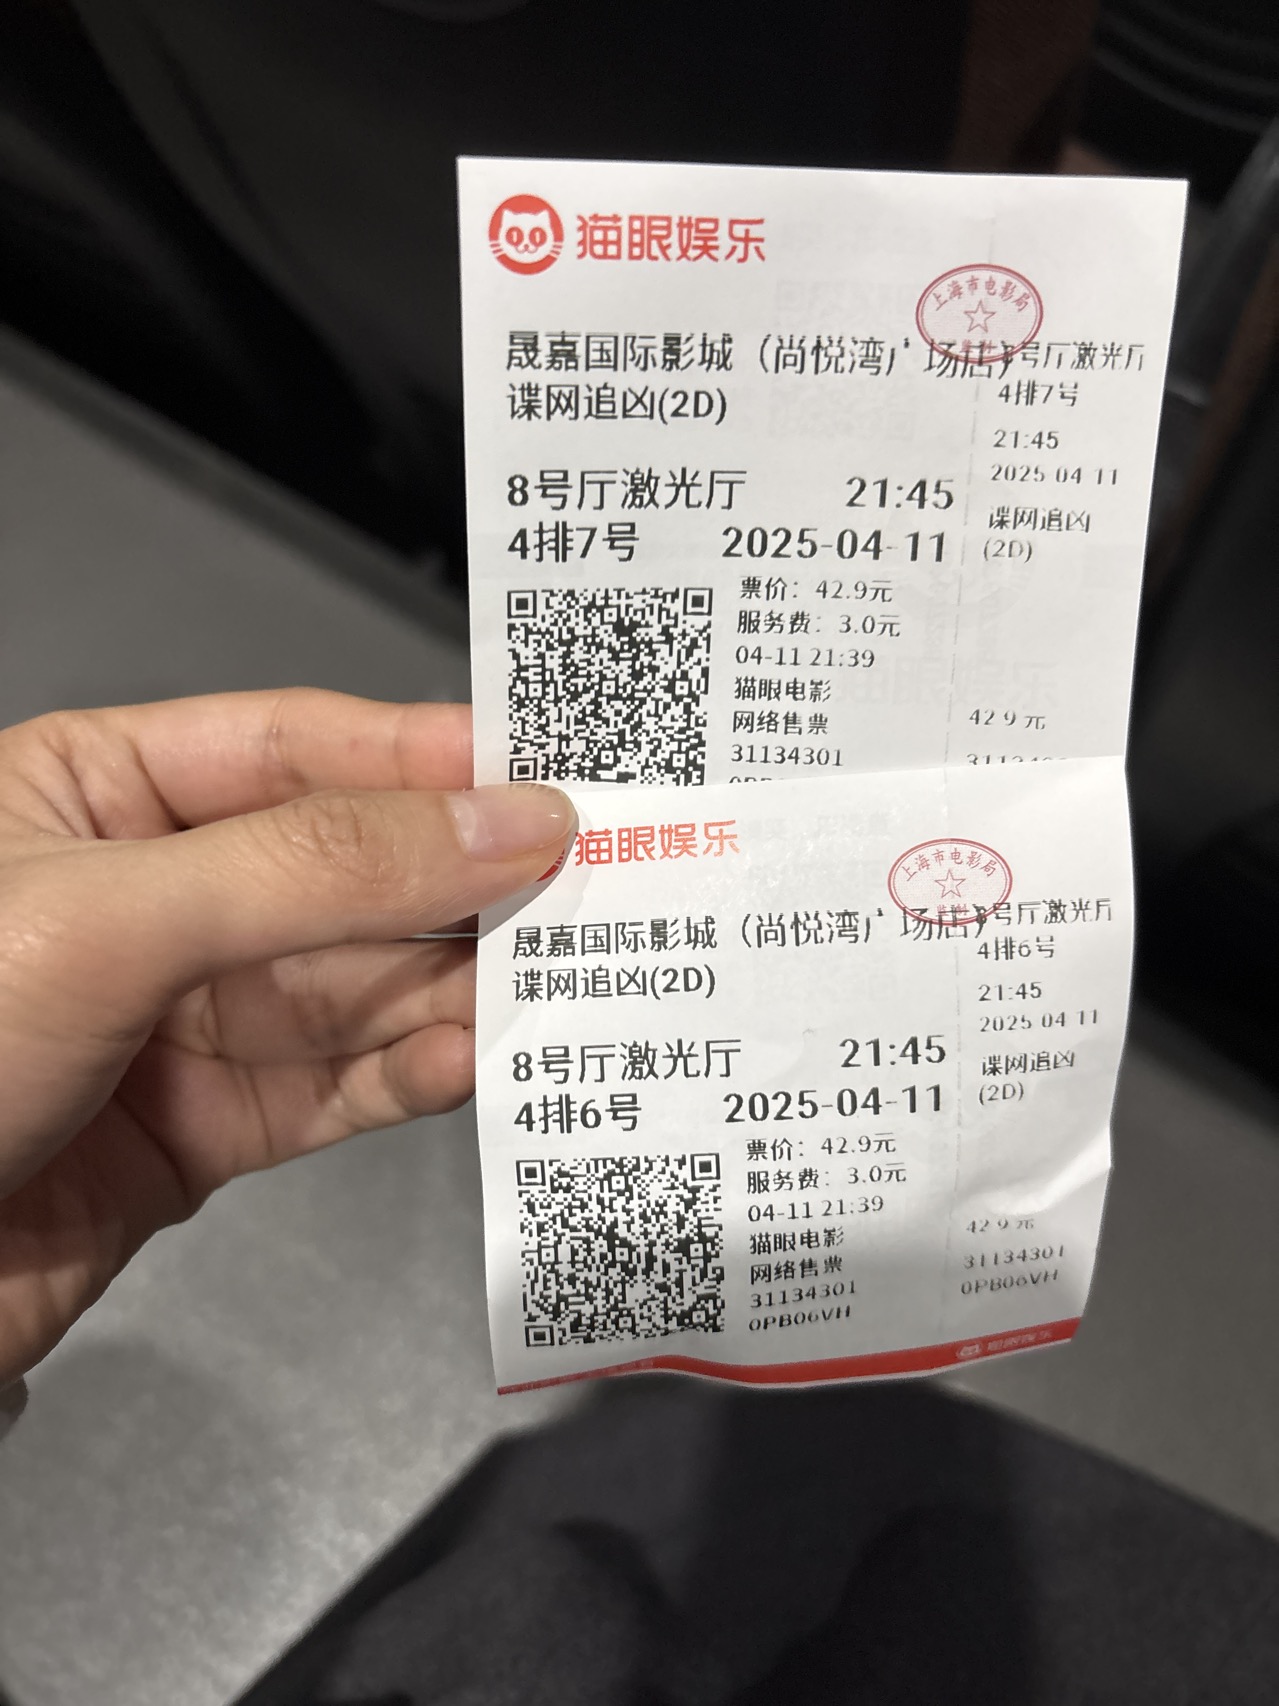 猫眼娱乐
上海市电影局
晟嘉国际影城（尚悦湾广场店）
8号厅激光厅
谍网追凶(2D)
4排7号
8号厅激光厅 21:45
21:45
4排7号 2025-04-11
2025 04 11
谍网追凶
(2D)
票价：42.9元
服务费：3.0元
04-11 21:39
猫眼电影
网络售票
42 9 元
31134301
猫眼娱乐
上海市电影局
监制
晟嘉国际影城（尚悦湾广场店）
号厅激光厅
谍网追凶(2D)
4排6号
8号厅激光厅 21:45
21:45
4排6号 2025-04-11
2025 04 11
谍网追凶
(2D)
票价：42.9元
服务费：3.0元
04-11 21:39
猫眼电影
网络售票
42 9 元
31134301
31134301
0PB06VH
0PB06VH
猫眼娱乐